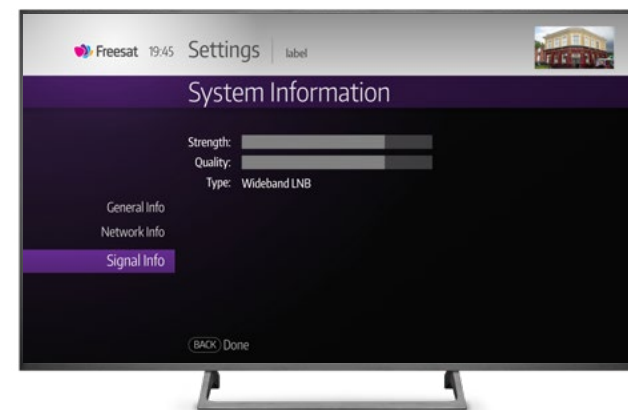 Freesat 19:45 Settings label
System Information
Strength:
Quality:
Type: Wideband LNB
General Info
Network Info
Signal Info
BACK Done